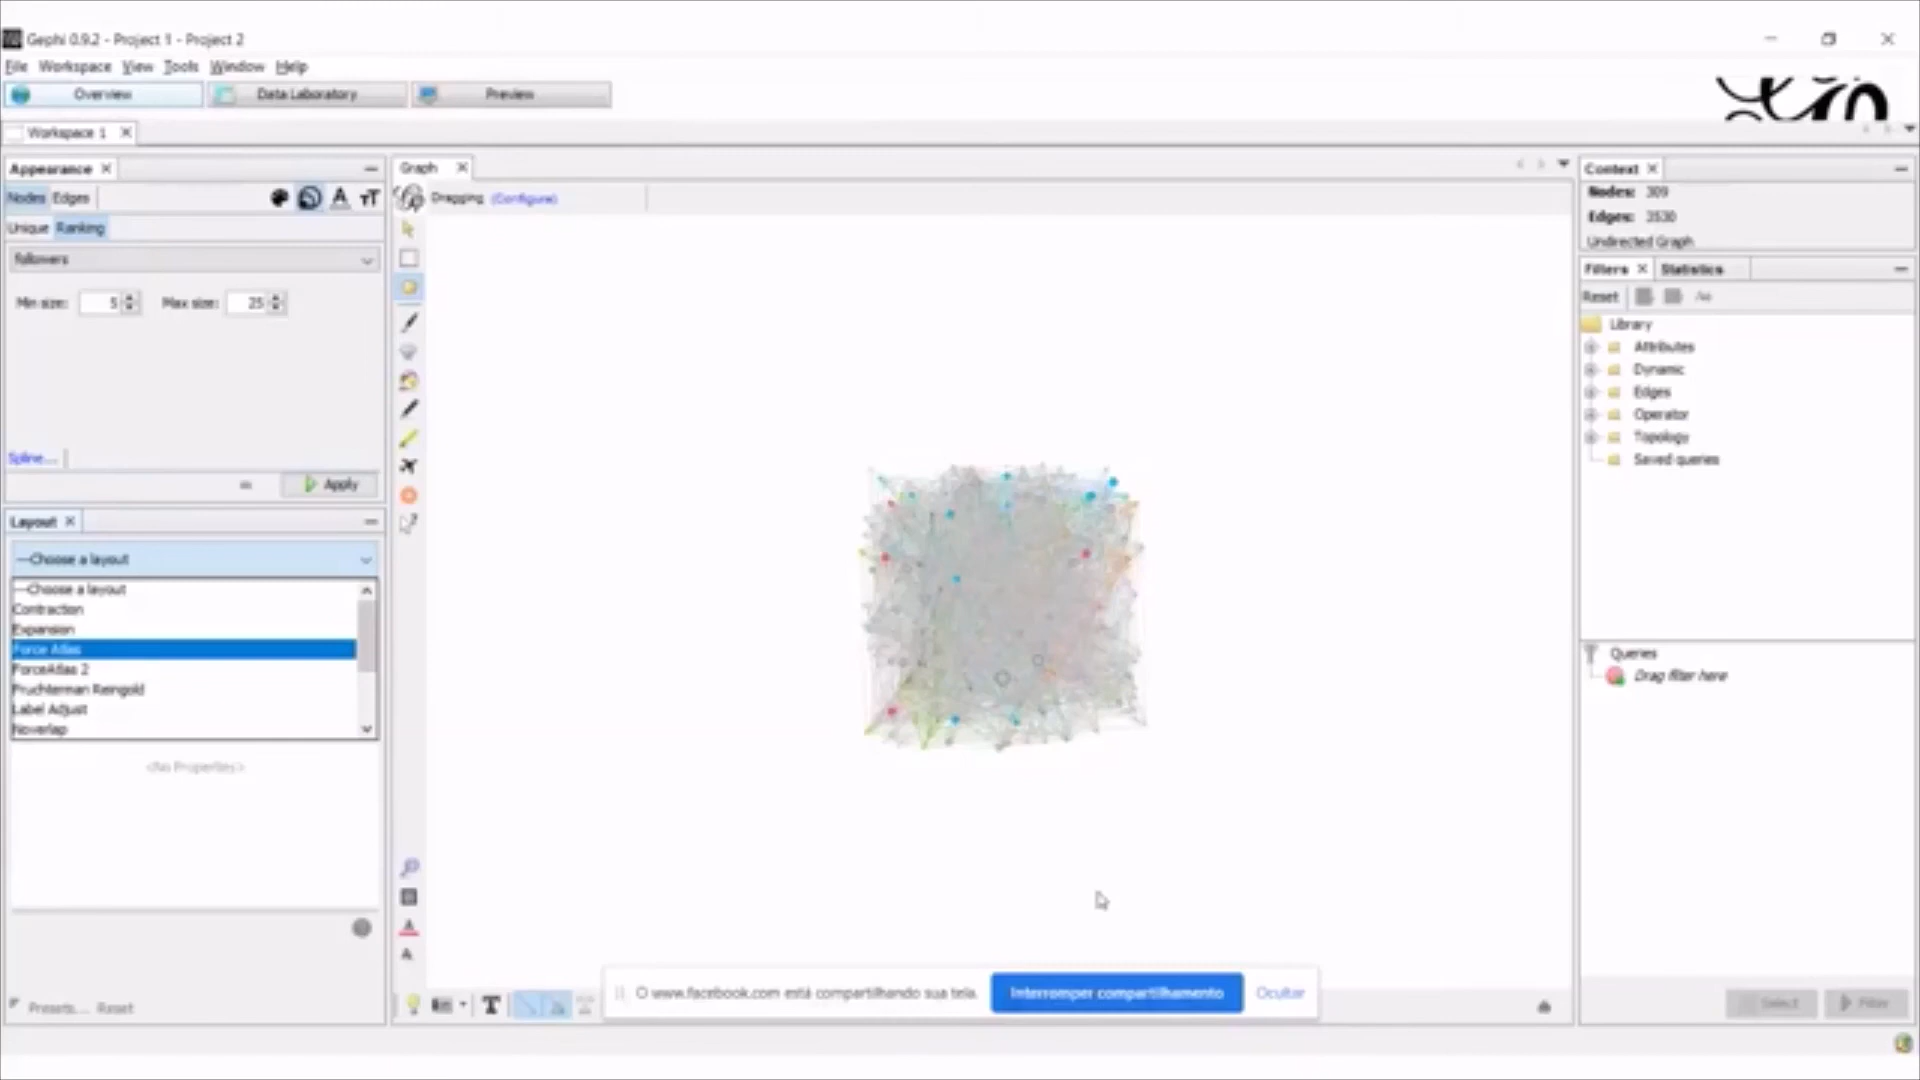 Gephi 0.9.2 - Project 1 - Project 2
File Workspace View Tools Window Help
Overview Data Laboratory Preview
Workspace 1
Appearance
Nodes Edges
Unique Ranking
followers
Min size: 5 Max size: 25
Spline...
Apply
Layout
---Choose a layout
---Choose a layout
Contraction
Expansion
Force Atlas
ForceAtlas 2
Fruchterman Reingold
Label Adjust
Noverlap
<No Properties>
Presets... Reset
Graph
Dragging (Configure)
O www.facebook.com está compartilhando sua tela. Interromper compartilhamento Ocultar
Context
Nodes: 309
Edges: 3530
Undirected Graph
Filters Statistics
Reset
Library
Attributes
Dynamic
Edges
Operator
Topology
Saved queries
Queries
Drag filter here
Select Filter